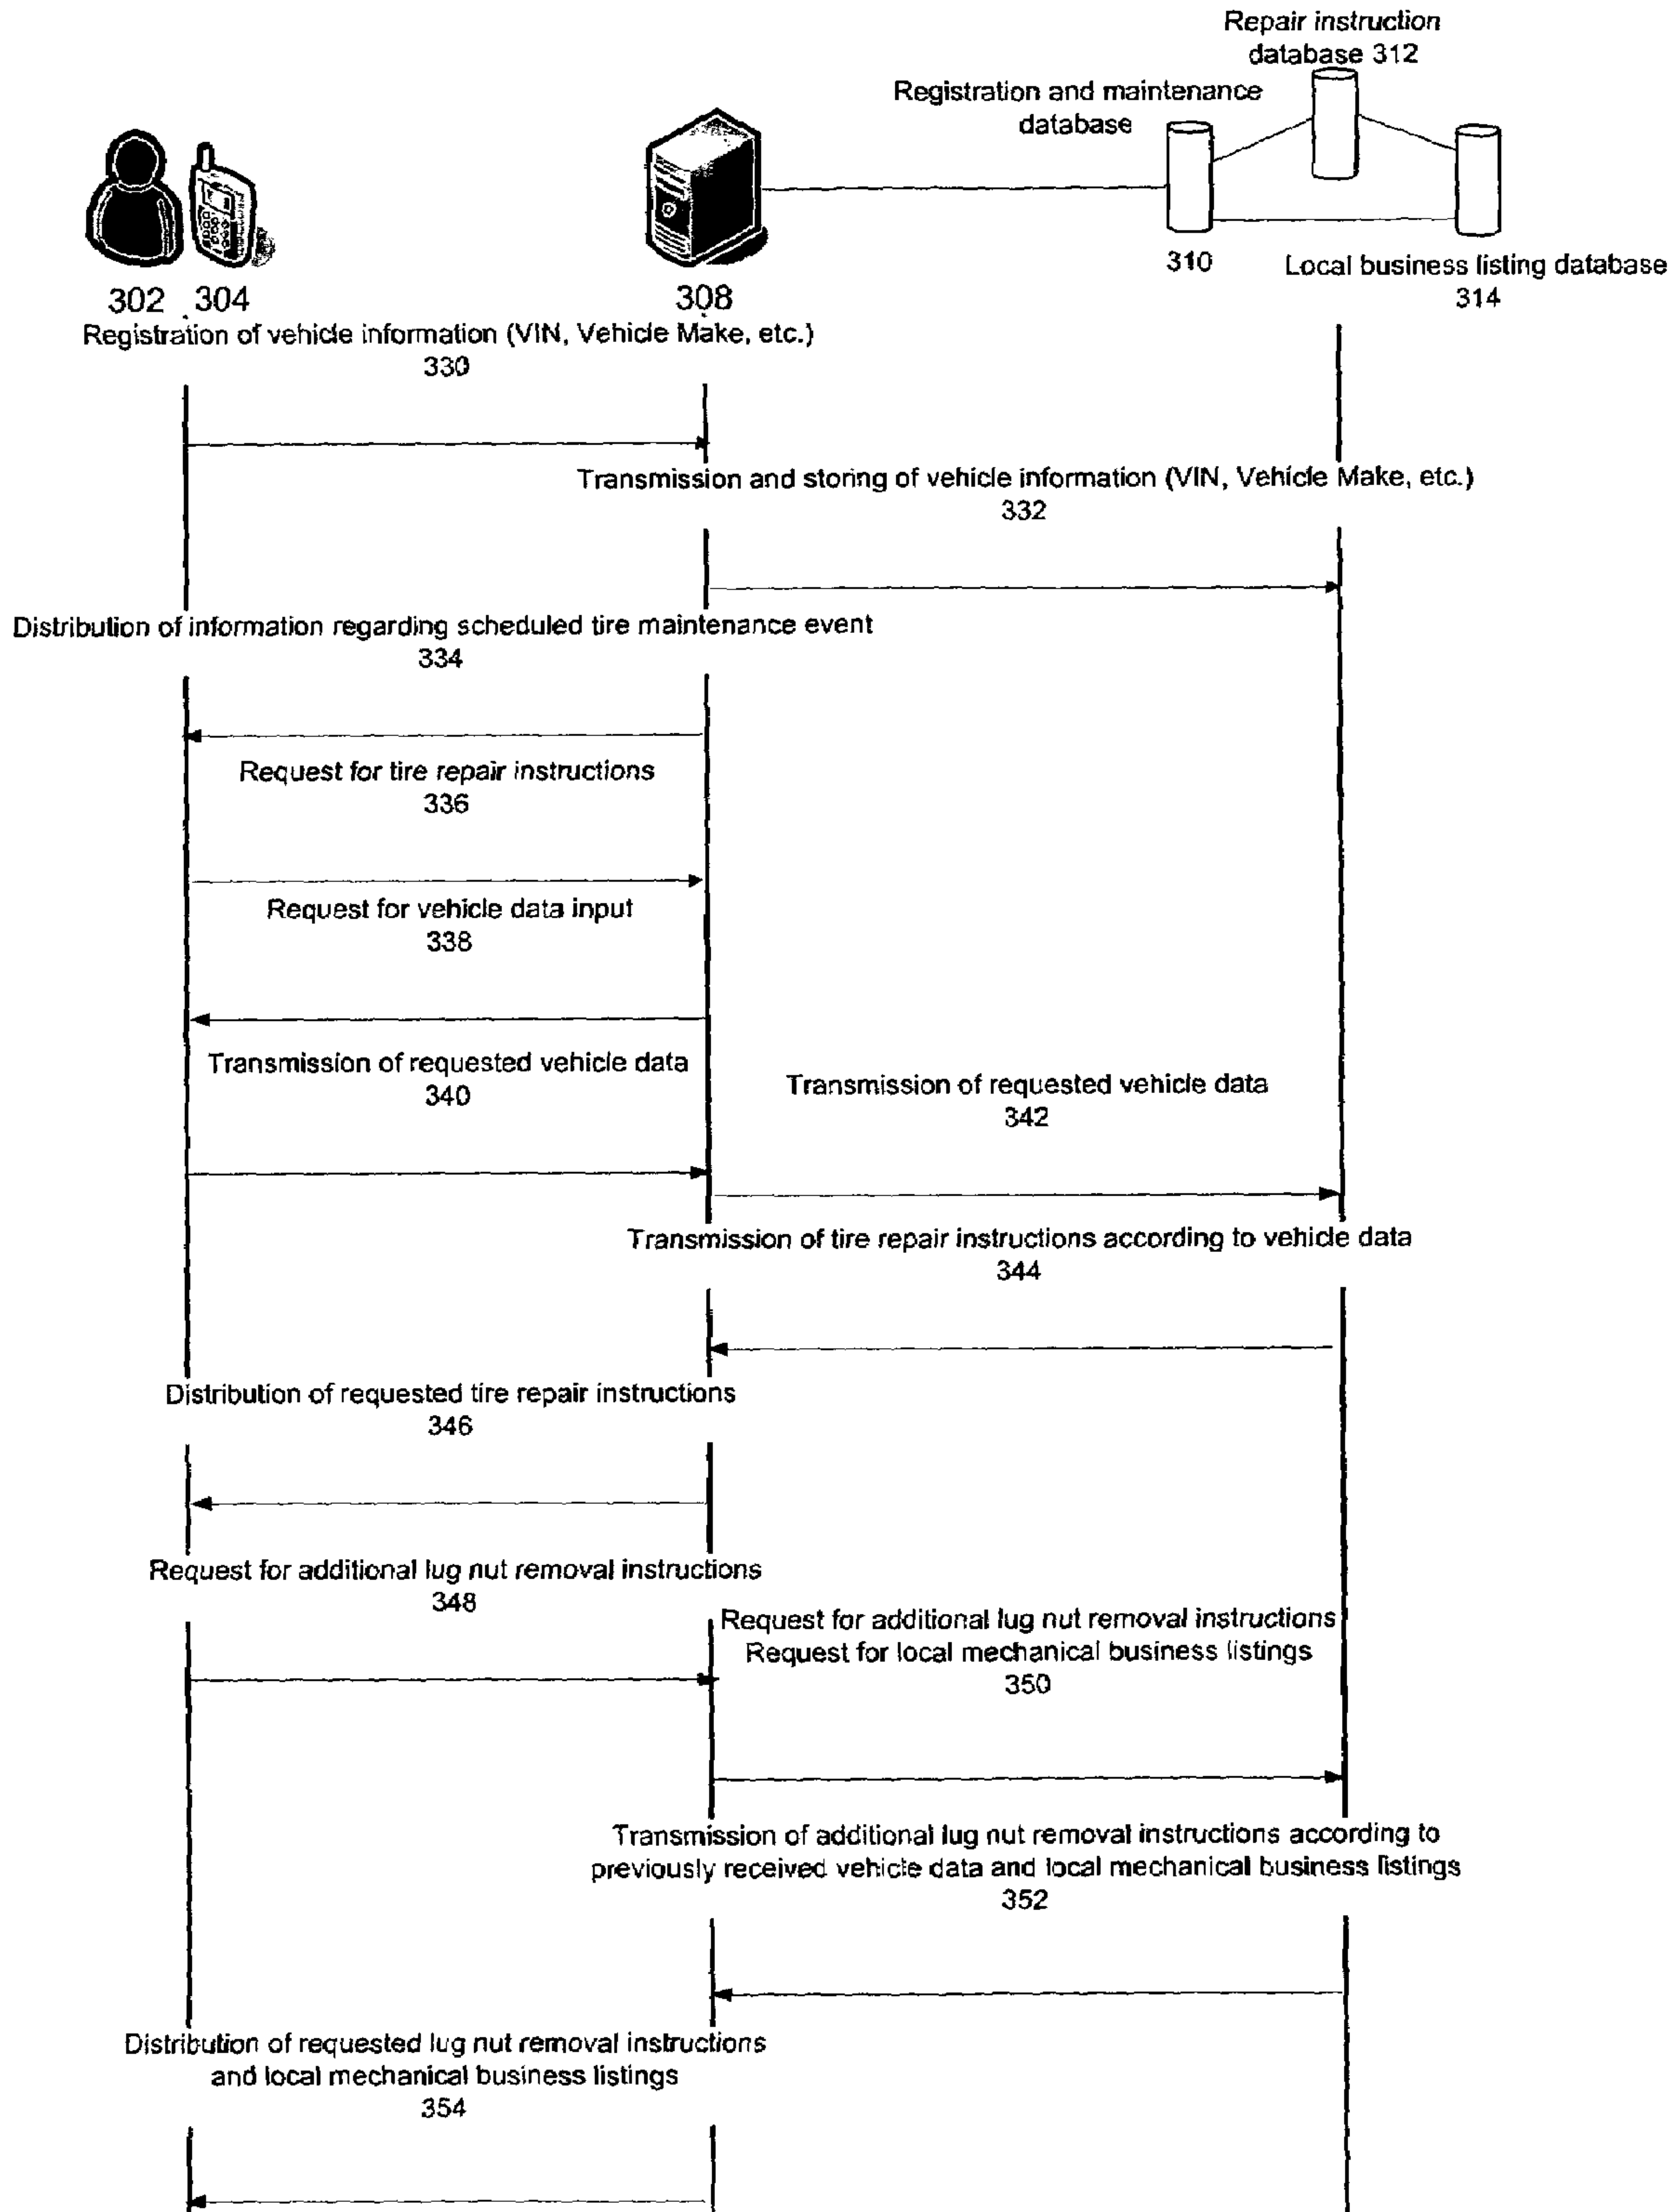 Repair instruction
database 312
Registration and maintenance
database
310
Local business listing database
314
302 304
308
Registration of vehicle information (VIN, Vehicle Make, etc.)
330
Transmission and storing of vehicle information (VIN, Vehicle Make, etc.)
332
Distribution of information regarding scheduled tire maintenance event
334
Request for tire repair instructions
336
Request for vehicle data input
338
Transmission of requested vehicle data
340
Transmission of requested vehicle data
342
Transmission of tire repair instructions according to vehicle data
344
Distribution of requested tire repair instructions
346
Request for additional lug nut removal instructions
348
Request for additional lug nut removal instructions
Request for local mechanical business listings
350
Transmission of additional lug nut removal instructions according to
previously received vehicle data and local mechanical business listings
352
Distribution of requested lug nut removal instructions
and local mechanical business listings
354